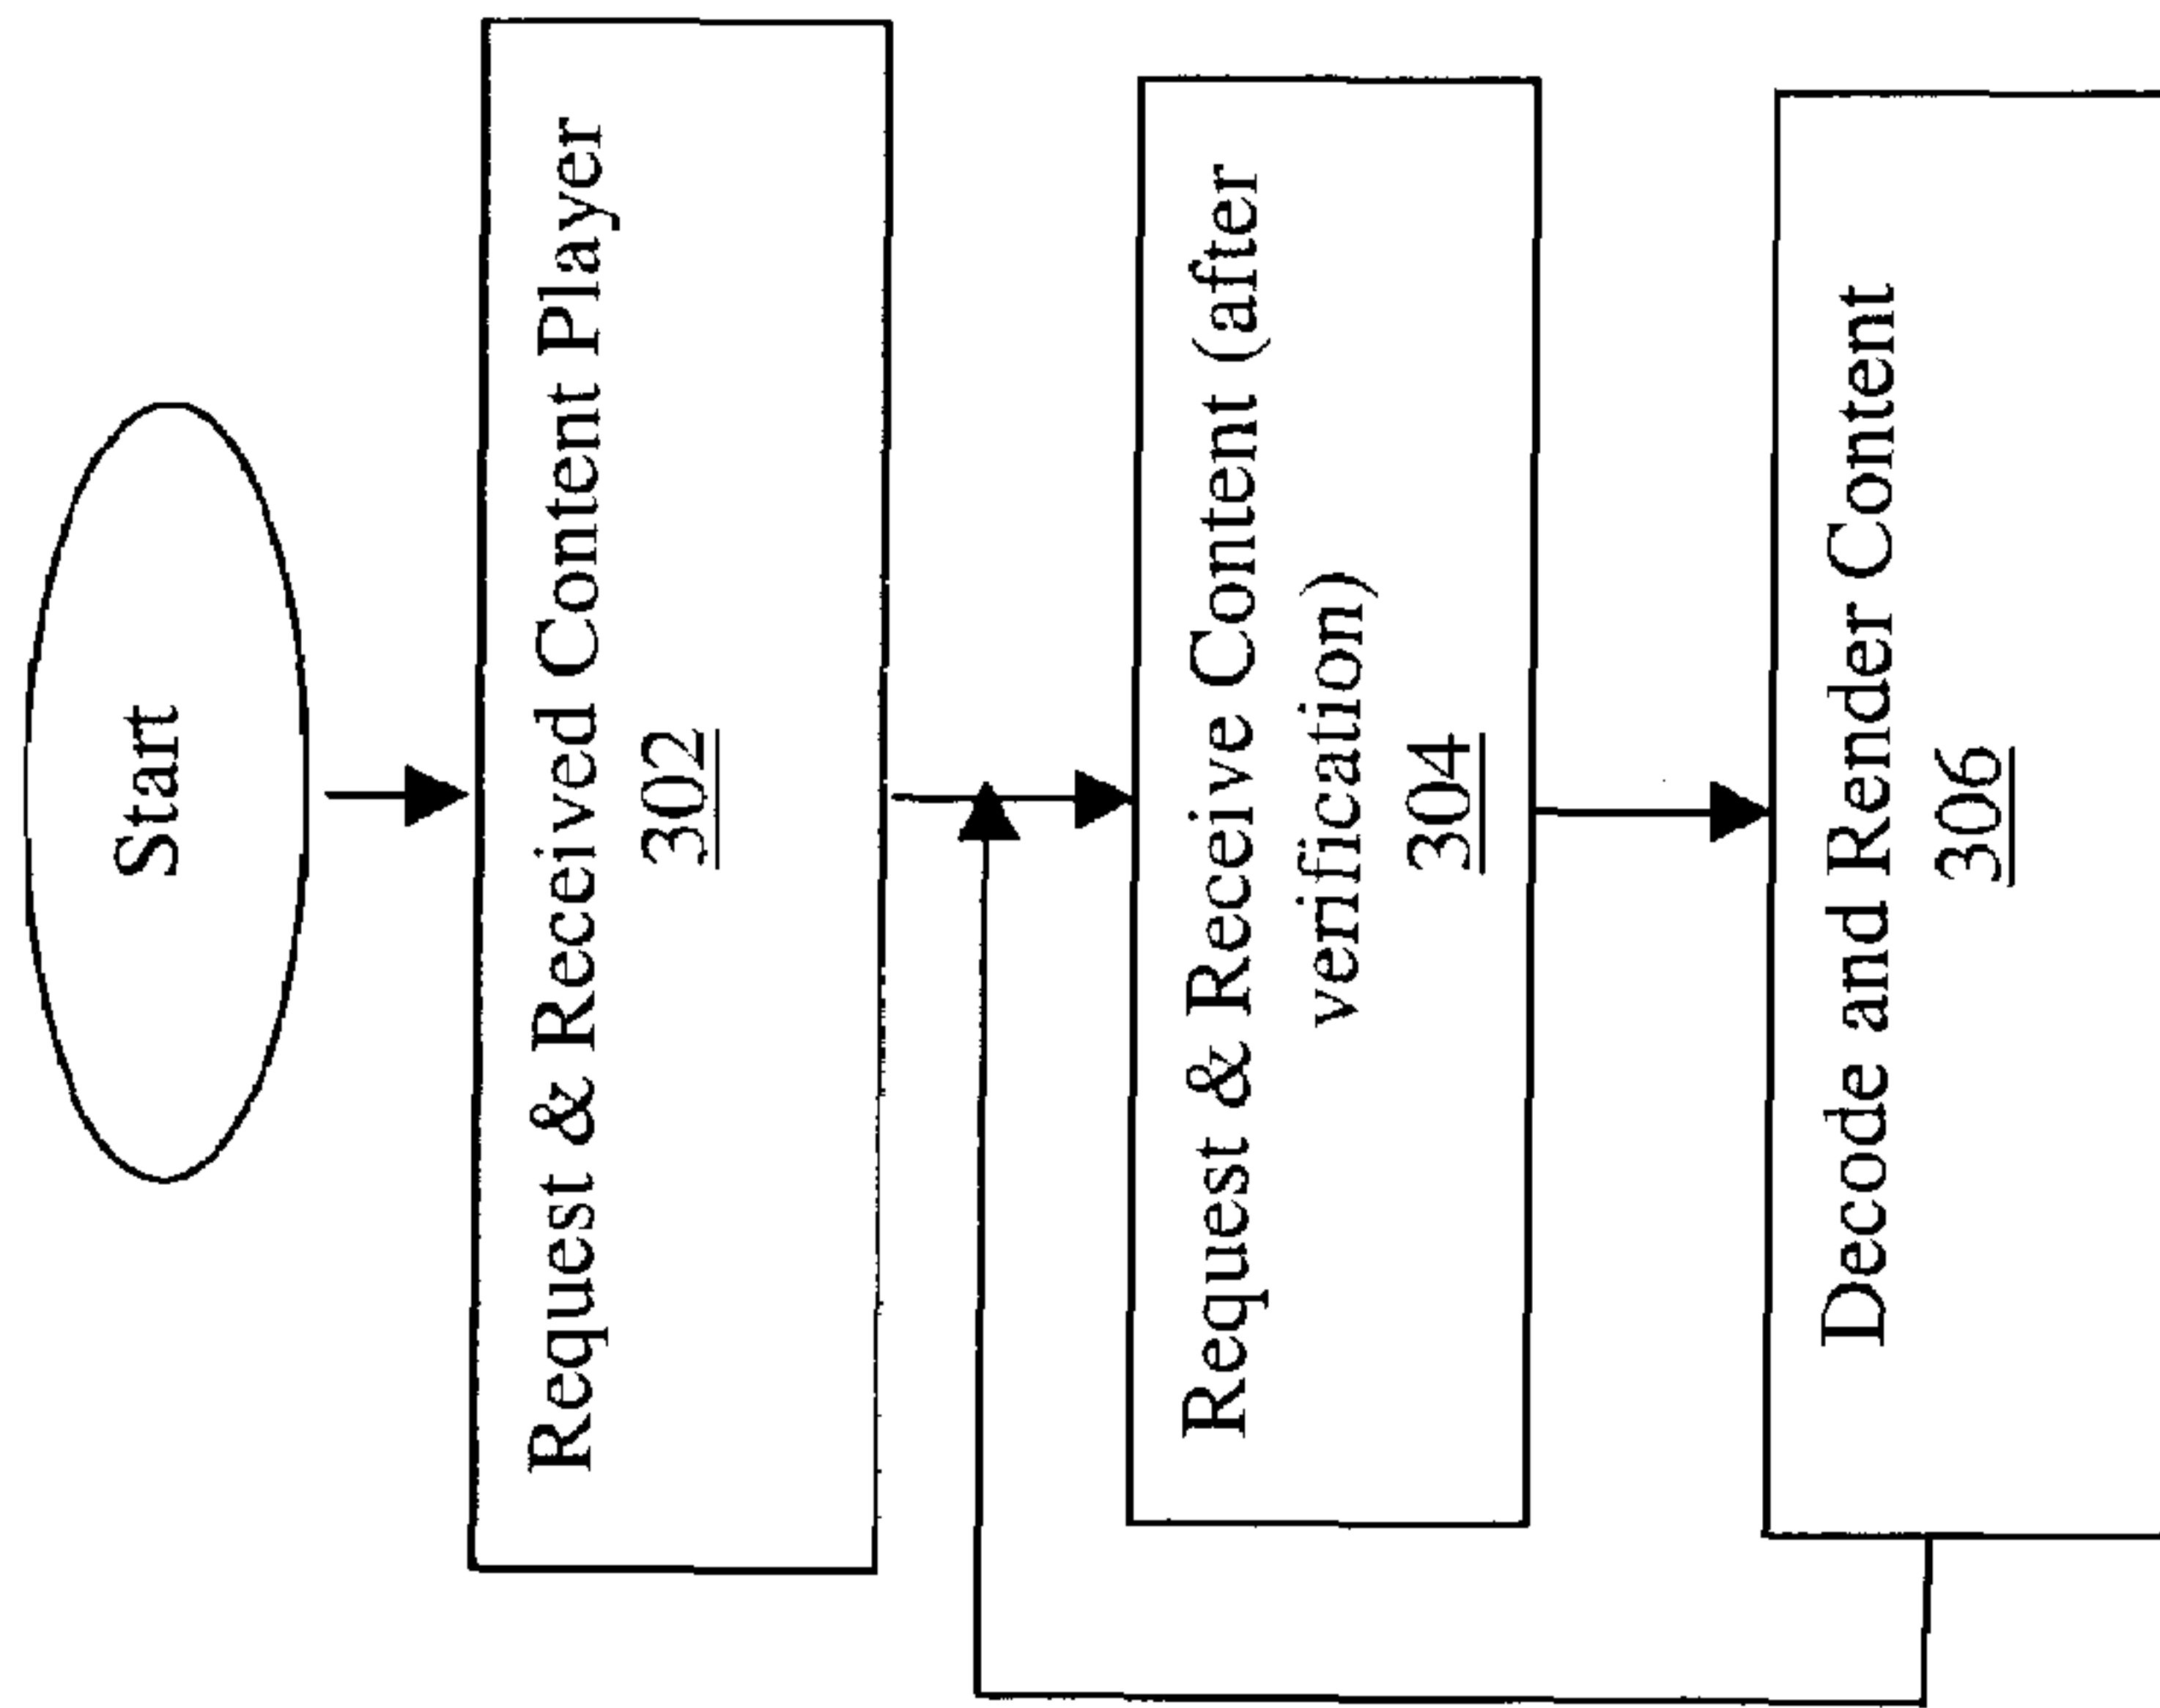 Start
Request & Received Content Player
302
Request & Receive Content (after
verification)
304
Decode and Render Content
306